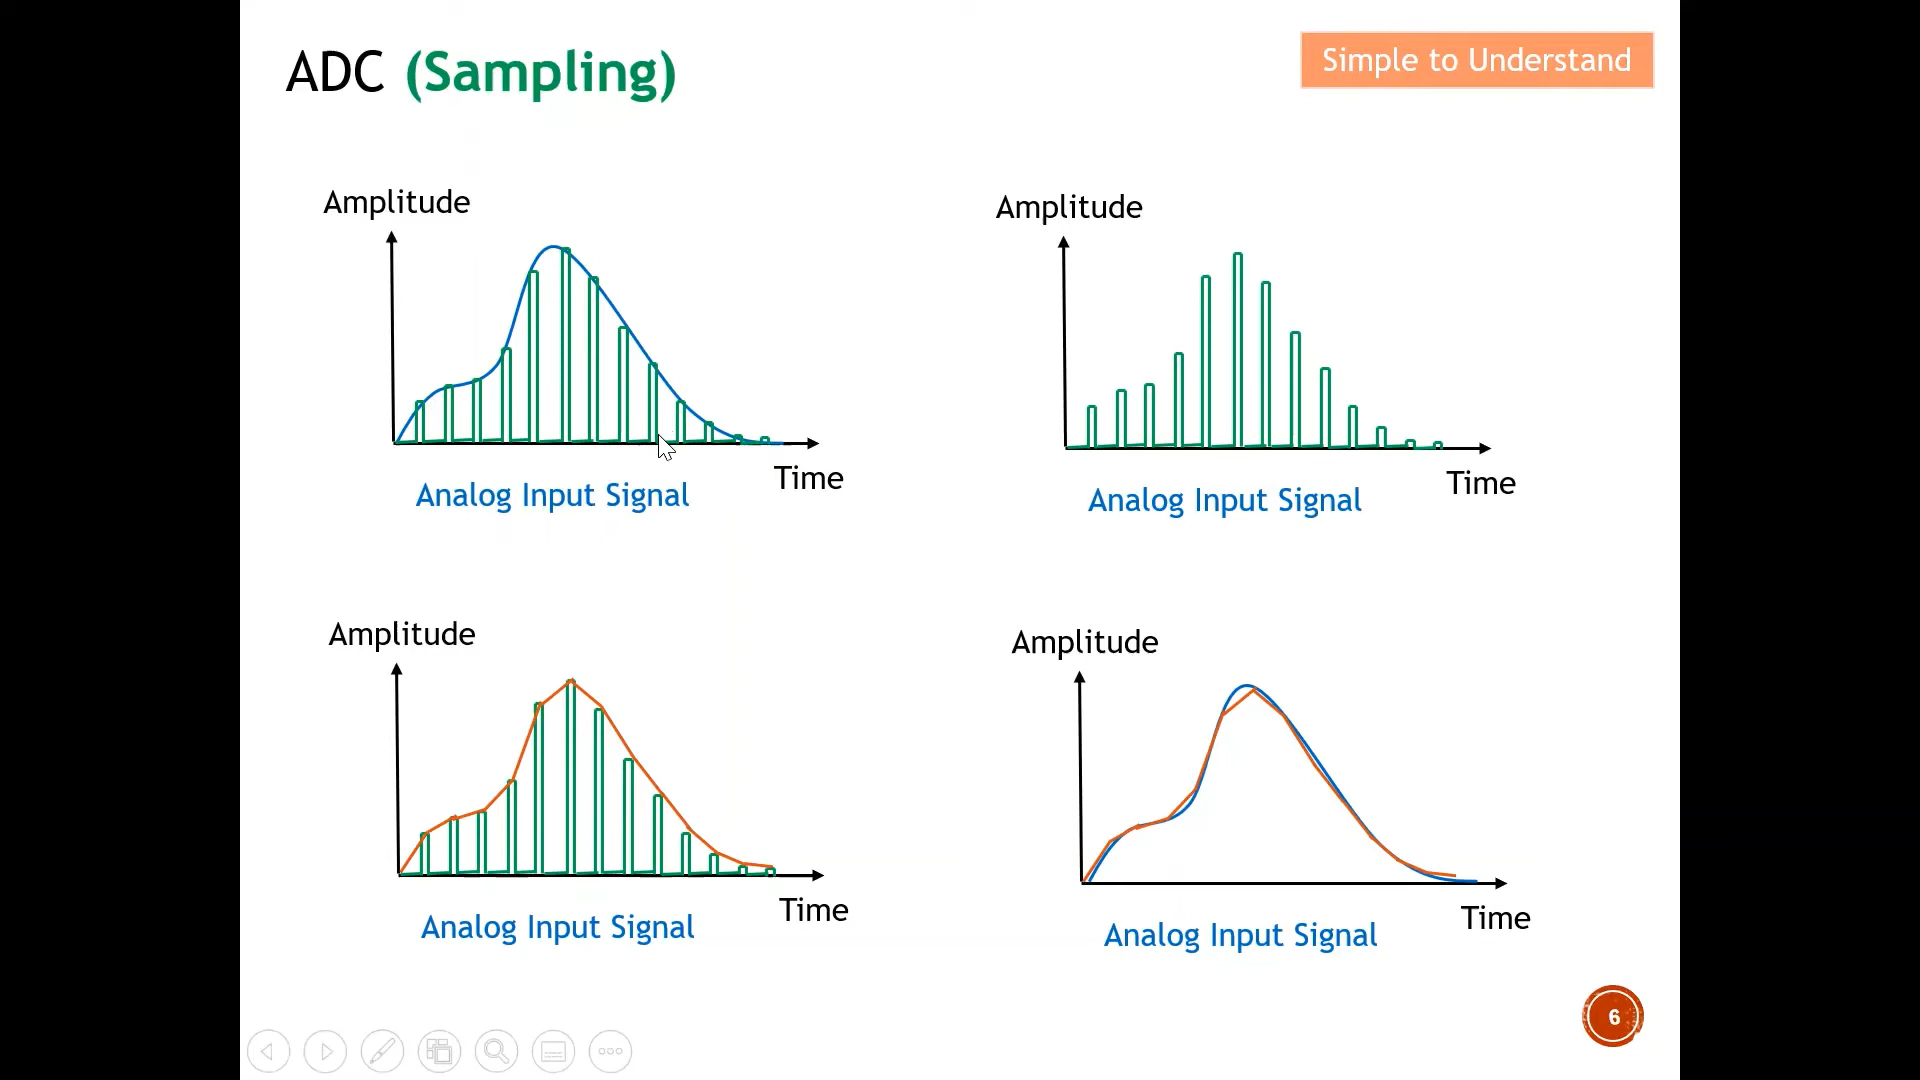 ADC (Sampling)
Simple to Understand
Amplitude
Time
Analog Input Signal
Amplitude
Time
Analog Input Signal
Amplitude
Time
Analog Input Signal
Amplitude
Time
Analog Input Signal
6